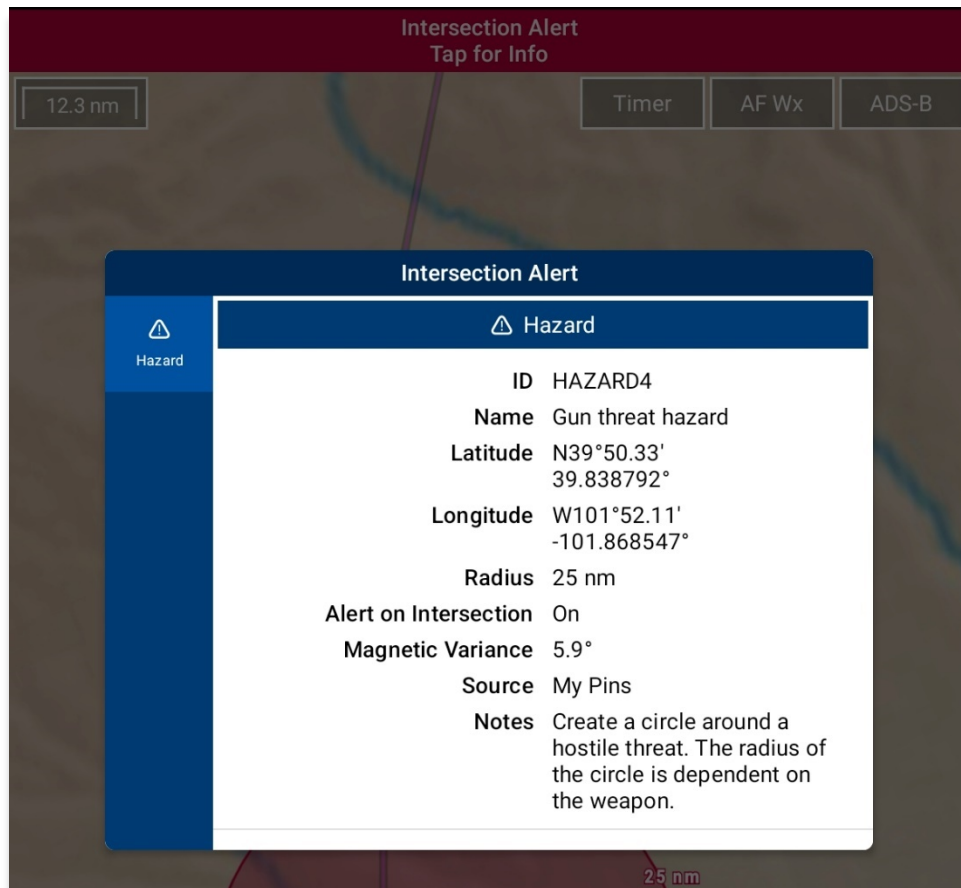 Intersection Alert
Tap for Info
12.3 nm
Timer
AF Wx
ADS-B
Intersection Alert
Hazard
Hazard
ID HAZARD4
Name Gun threat hazard
Latitude N39°50.33'
39.838792°
Longitude W101°52.11'
-101.868547°
Radius 25 nm
Alert on Intersection On
Magnetic Variance 5.9°
Source My Pins
Notes Create a circle around a
hostile threat. The radius of
the circle is dependent on
the weapon.
25 nm